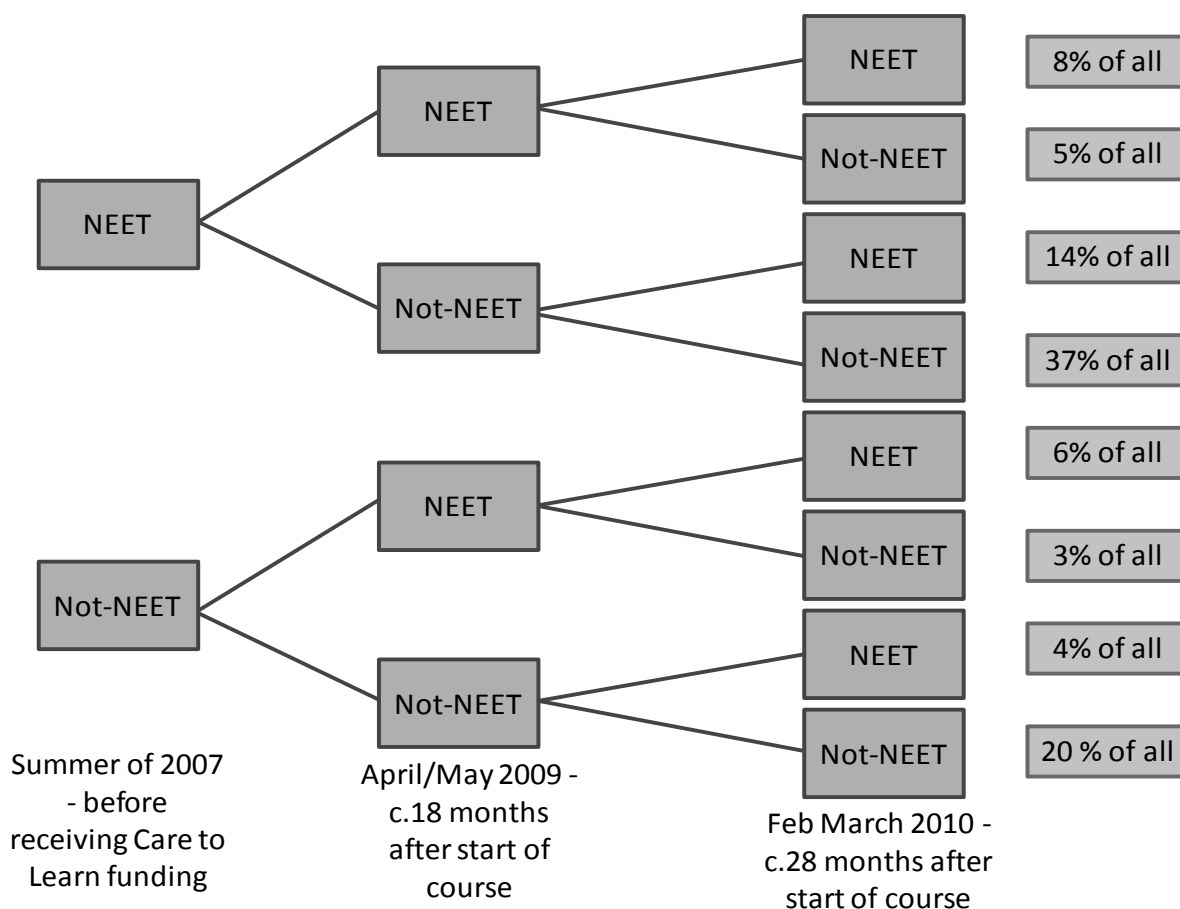 NEET
8% of all
NEET
Not-NEET
5% of all
NEET
NEET
14% of all
Not-NEET
Not-NEET
37% of all
NEET
6% of all
NEET
Not-NEET
3% of all
Not-NEET
NEET
4% of all
Not-NEET
Not-NEET
20 % of all
Summer of 2007
- before
receiving Care to
Learn funding
April/May 2009 -
c.18 months
after start of
course
Feb March 2010 -
c.28 months after
start of course